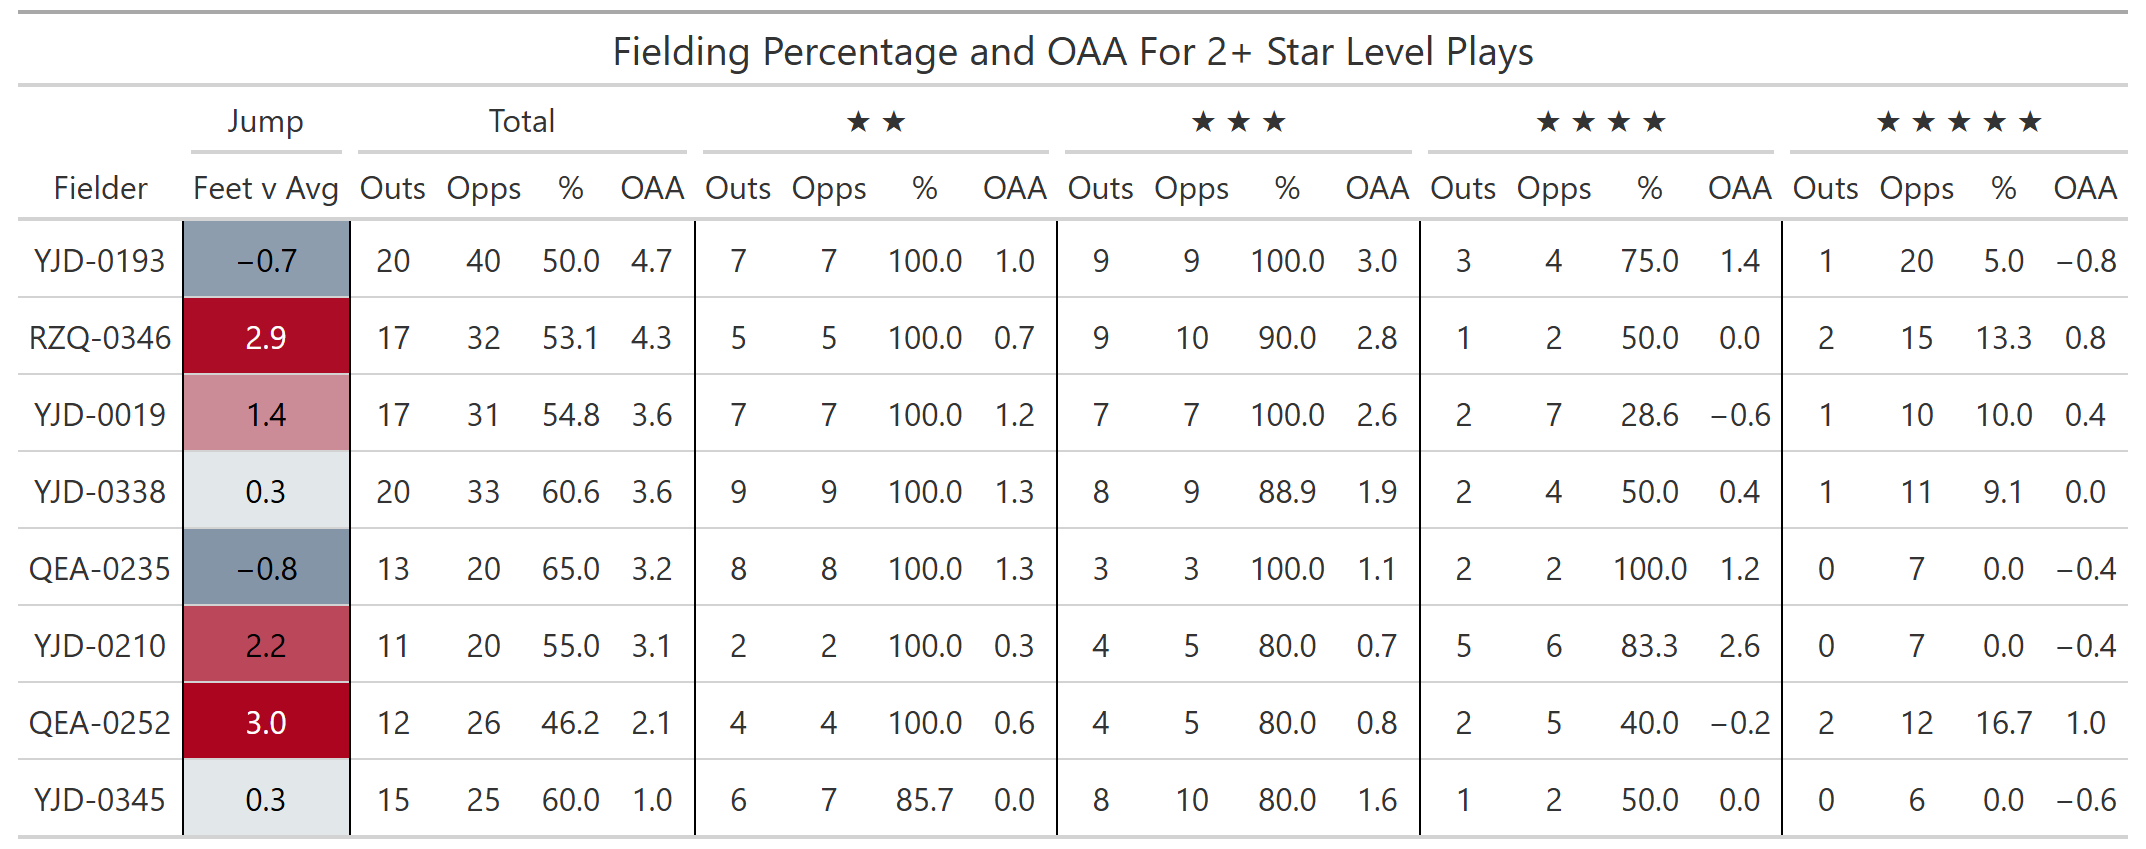 Fielding Percentage and OAA For 2+ Star Level Plays
Jump Total ★ ★ ★ ★ ★ ★ ★ ★ ★ ★ ★ ★ ★ ★
Fielder Feet v Avg Outs Opps % OAA Outs Opps % OAA Outs Opps % OAA Outs Opps % OAA Outs Opps % OAA
YJD-0193 −0.7 20 40 50.0 4.7 7 7 100.0 1.0 9 9 100.0 3.0 3 4 75.0 1.4 1 20 5.0 −0.8
RZQ-0346 2.9 17 32 53.1 4.3 5 5 100.0 0.7 9 10 90.0 2.8 1 2 50.0 0.0 2 15 13.3 0.8
YJD-0019 1.4 17 31 54.8 3.6 7 7 100.0 1.2 7 7 100.0 2.6 2 7 28.6 −0.6 1 10 10.0 0.4
YJD-0338 0.3 20 33 60.6 3.6 9 9 100.0 1.3 8 9 88.9 1.9 2 4 50.0 0.4 1 11 9.1 0.0
QEA-0235 −0.8 13 20 65.0 3.2 8 8 100.0 1.3 3 3 100.0 1.1 2 2 100.0 1.2 0 7 0.0 −0.4
YJD-0210 2.2 11 20 55.0 3.1 2 2 100.0 0.3 4 5 80.0 0.7 5 6 83.3 2.6 0 7 0.0 −0.4
QEA-0252 3.0 12 26 46.2 2.1 4 4 100.0 0.6 4 5 80.0 0.8 2 5 40.0 −0.2 2 12 16.7 1.0
YJD-0345 0.3 15 25 60.0 1.0 6 7 85.7 0.0 8 10 80.0 1.6 1 2 50.0 0.0 0 6 0.0 −0.6